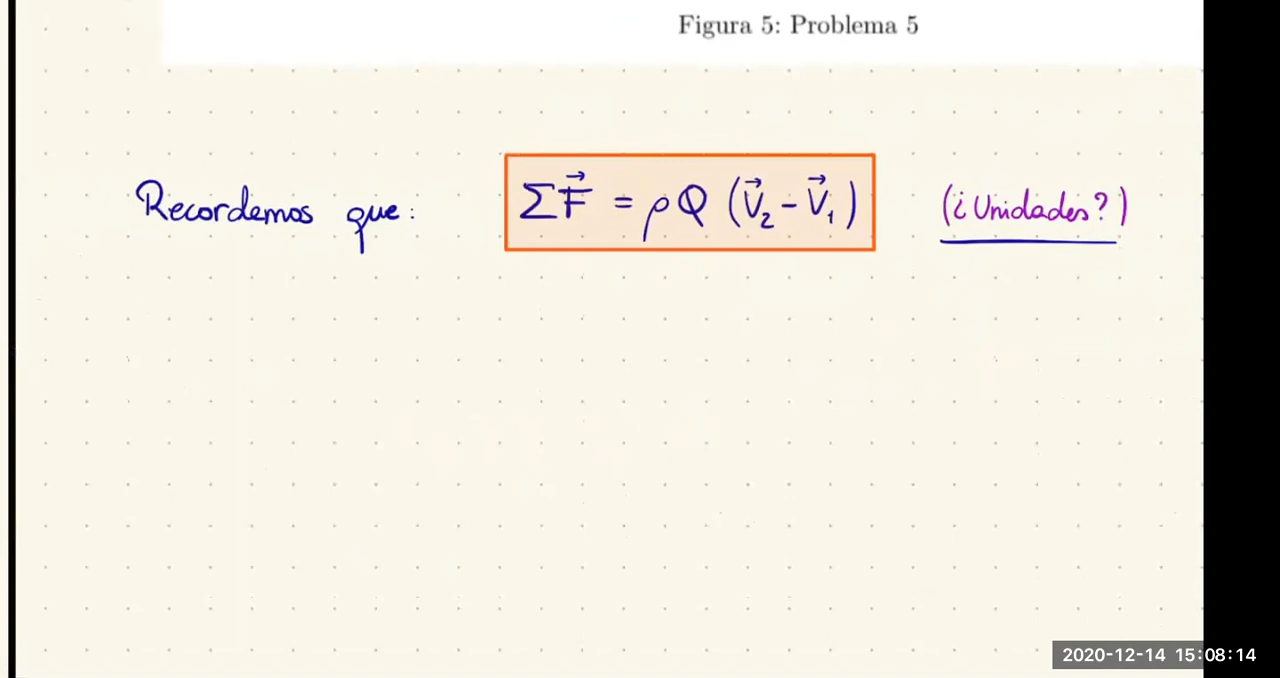 Figura 5: Problema 5
Recordemos que: ΣF⃗ = ρQ (V⃗₂ - V⃗₁) (¿Unidades?)
2020-12-14 15:08:14